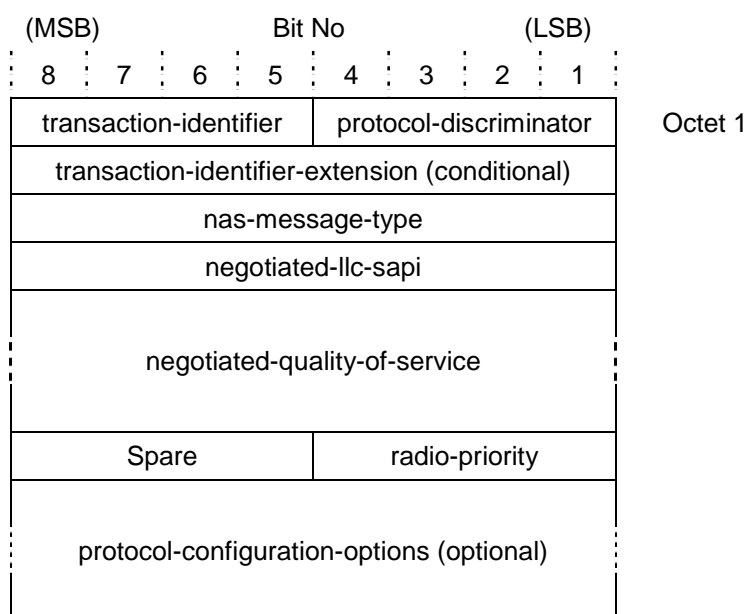 (MSB) Bit No (LSB)
8 7 6 5 4 3 2 1
transaction-identifier protocol-discriminator Octet 1
transaction-identifier-extension (conditional)
nas-message-type
negotiated-llc-sapi
negotiated-quality-of-service
Spare radio-priority
protocol-configuration-options (optional)